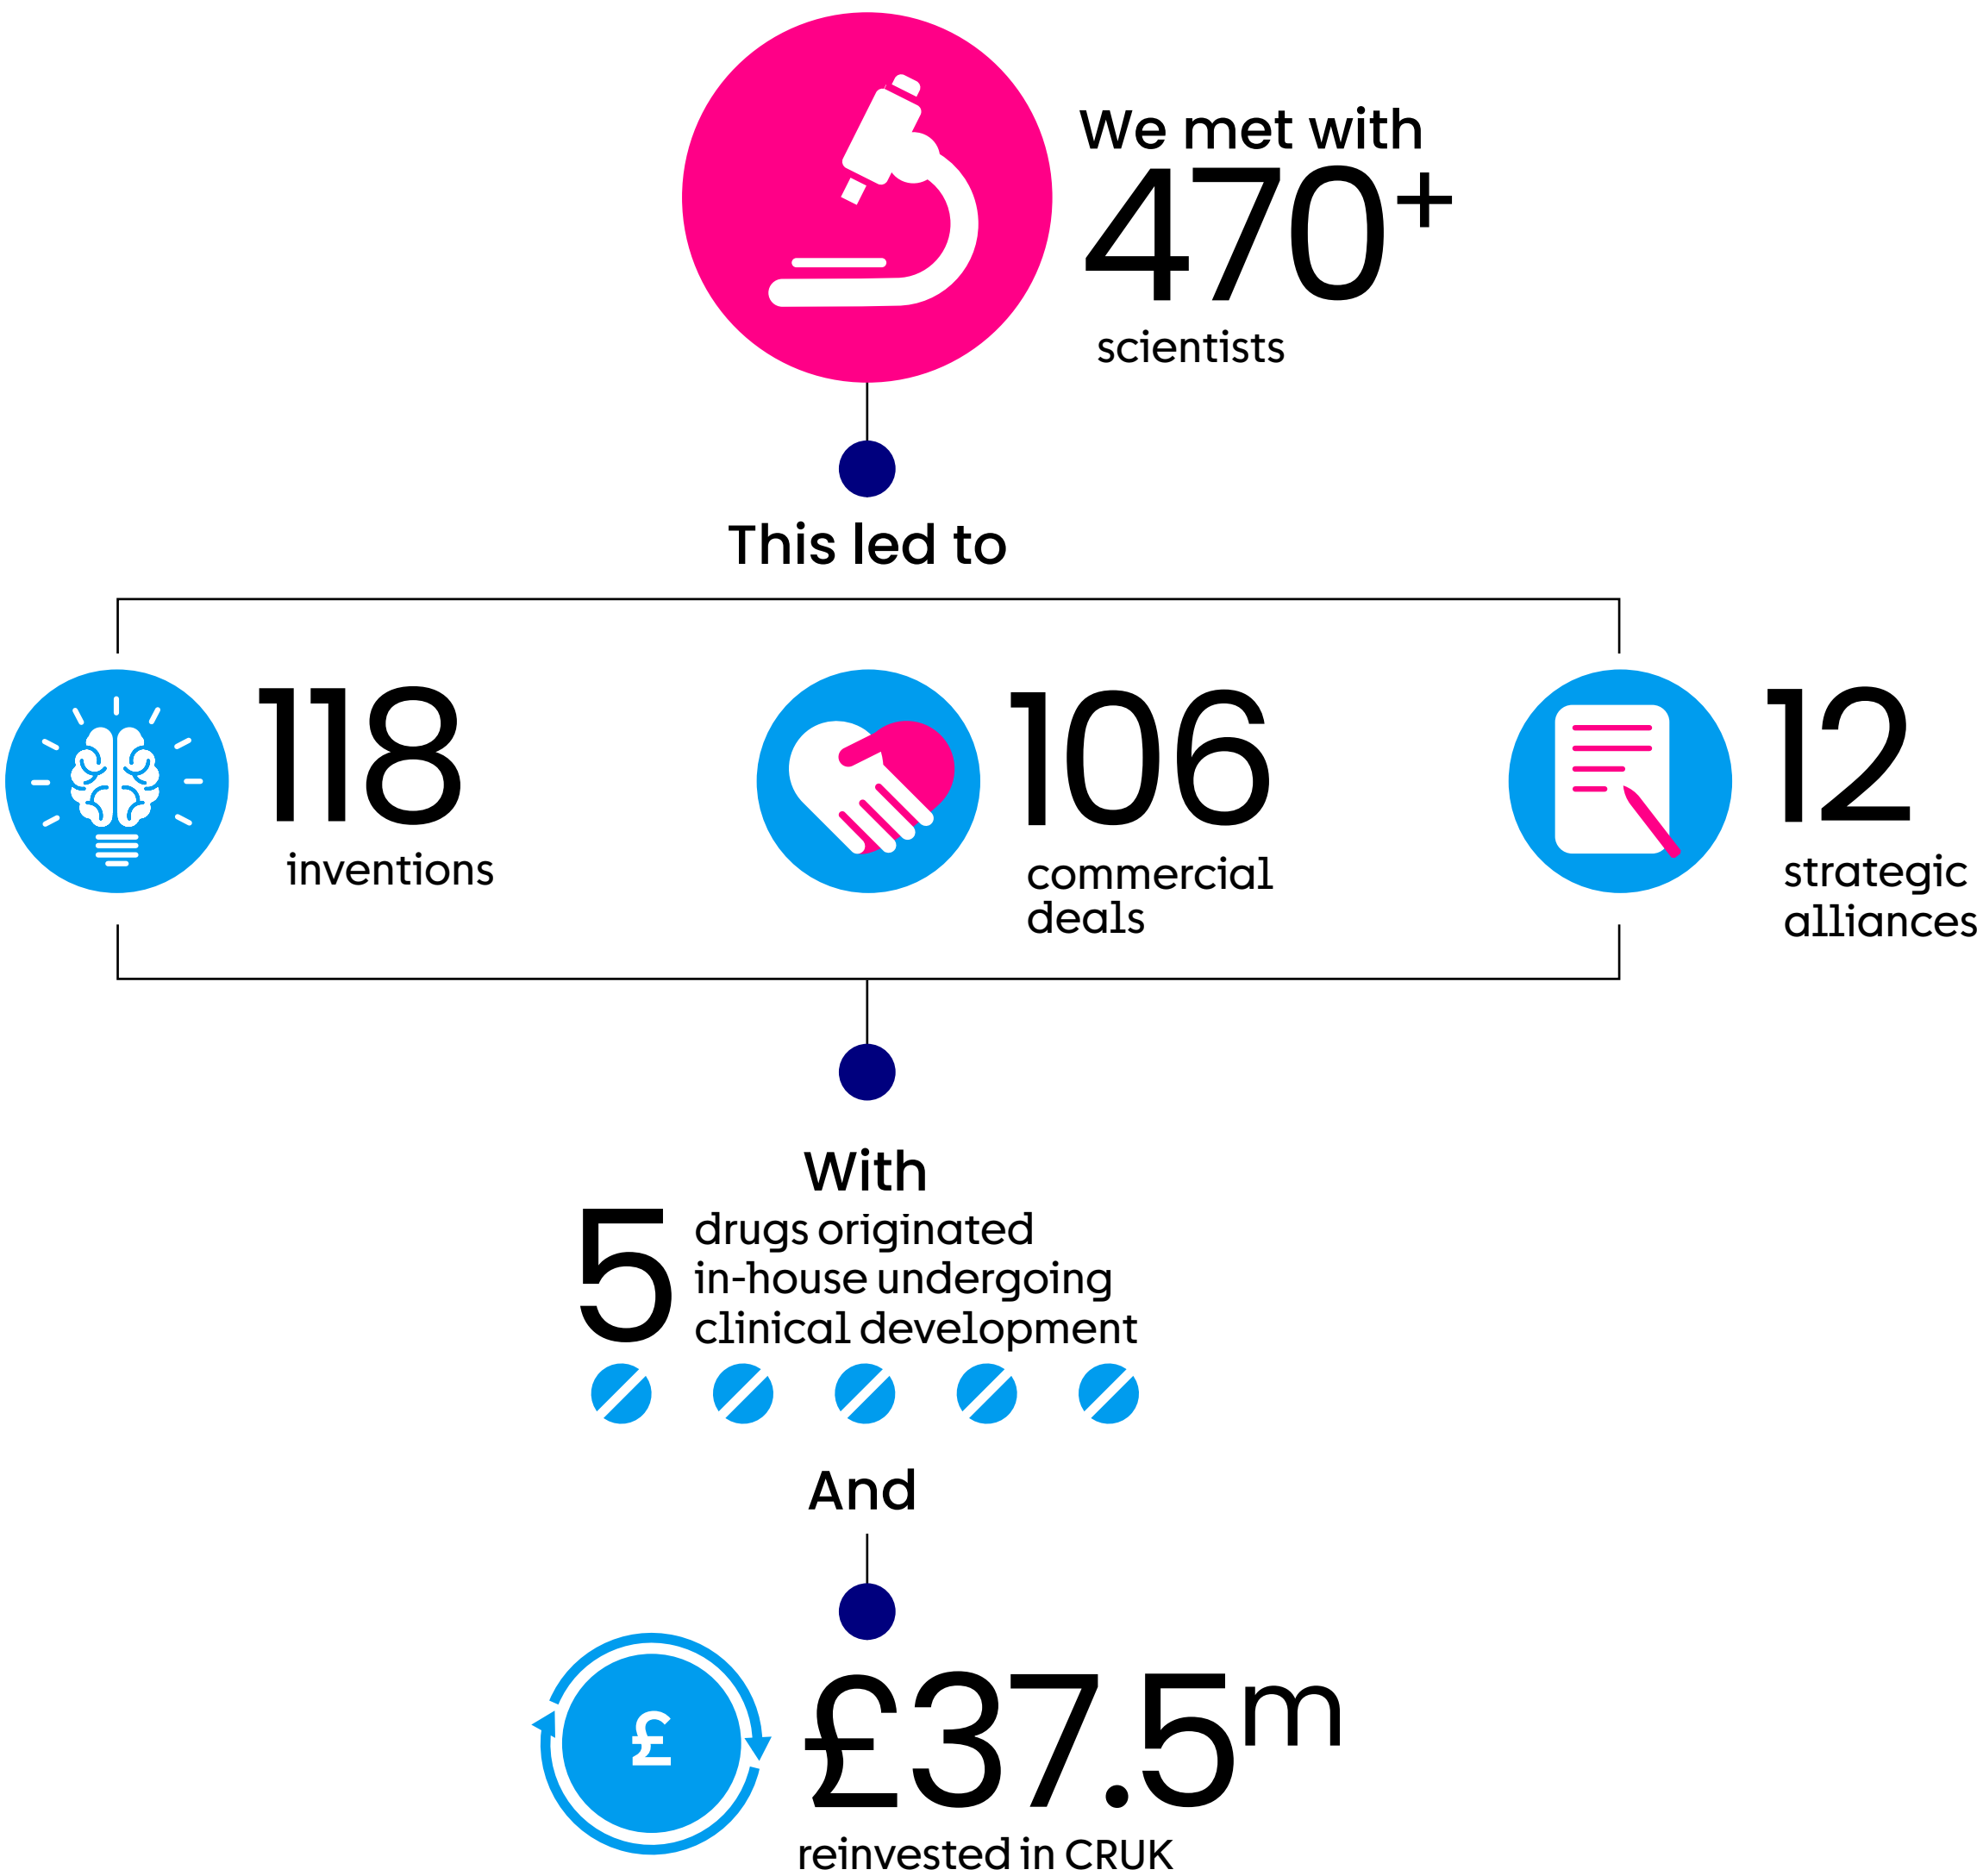 We met with
470+
scientists
This led to
118
inventions
106
commercial
deals
12
strategic
alliances
With
5
drugs originated
in-house undergoing
clinical development
And
£
£37.5m
reinvested in CRUK